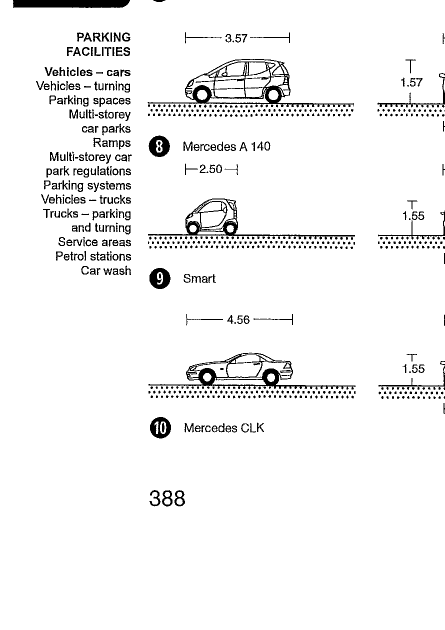 PARKING
FACILITIES
Vehicles – cars
Vehicles – turning
Parking spaces
Multi-storey
car parks
Ramps
Multi-storey car
park regulations
Parking systems
Vehicles – trucks
Trucks – parking
and turning
Service areas
Petrol stations
Car wash
3.57
1.57
8 Mercedes A 140
2.50
1.55
9 Smart
4.56
1.55
10 Mercedes CLK
388